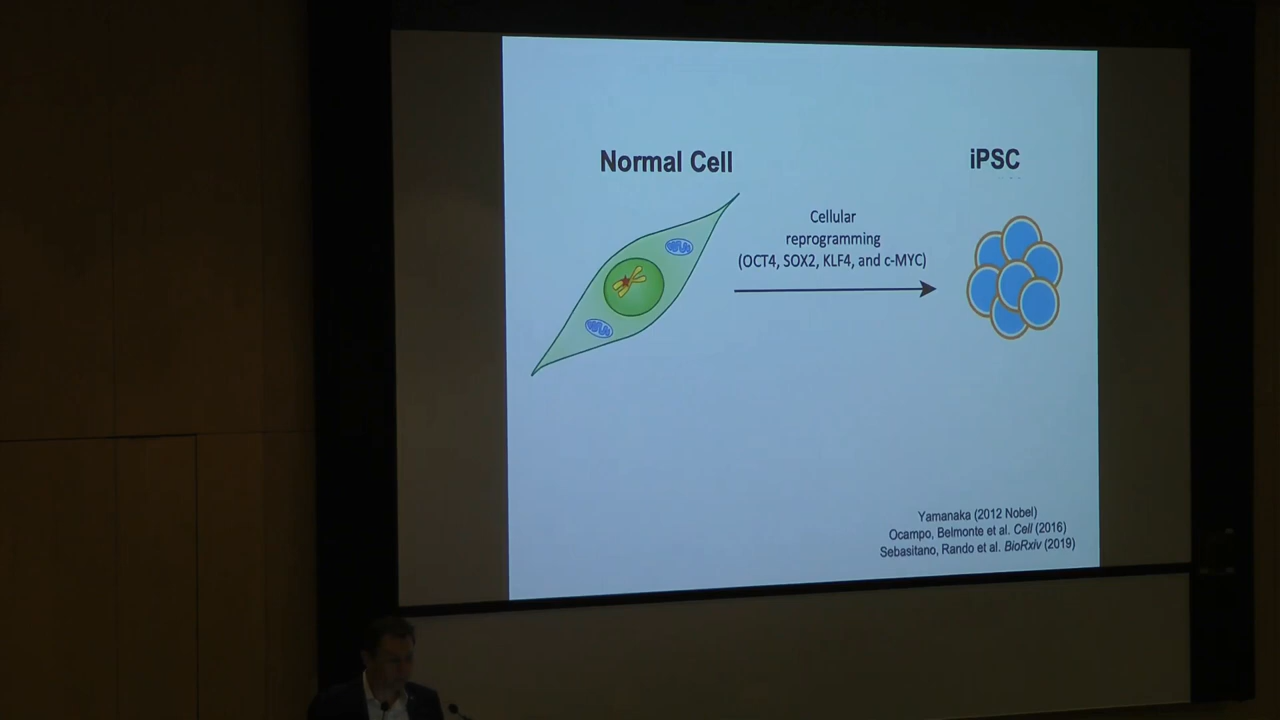 Normal Cell
iPSC
Cellular
reprogramming
(OCT4, SOX2, KLF4, and c-MYC)
Yamanaka (2012 Nobel)
Ocampo, Belmonte et al. Cell (2016)
Sebasitano, Rando et al. BioRxiv (2019)